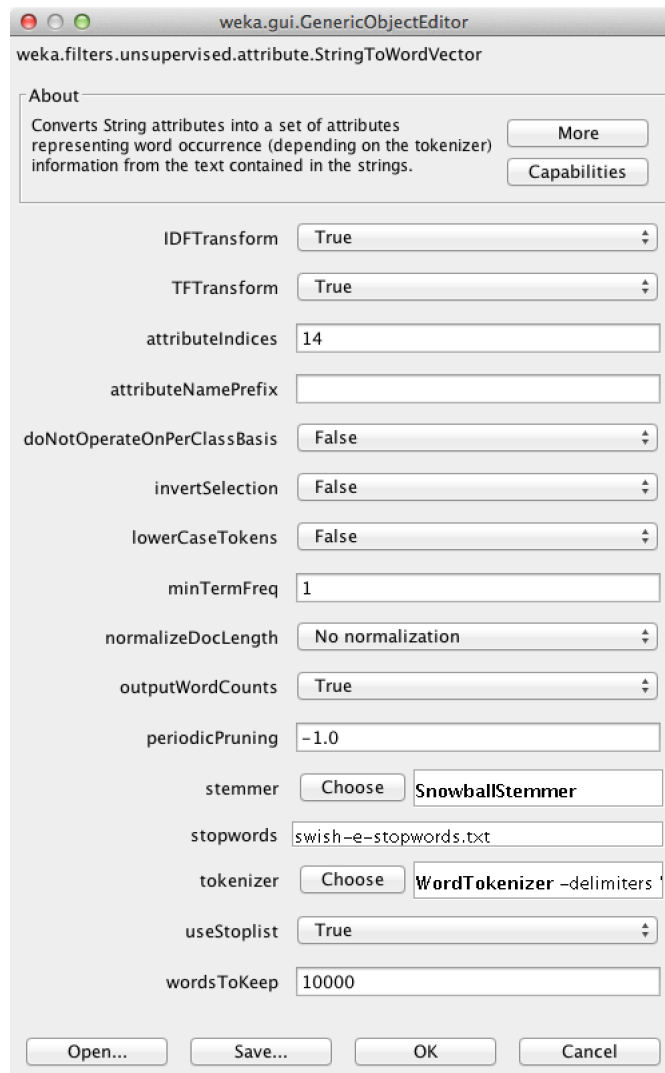 weka.gui.GenericObjectEditor
weka.filters.unsupervised.attribute.StringToWordVector
About
Converts String attributes into a set of attributes
representing word occurrence (depending on the tokenizer)
information from the text contained in the strings.
More
Capabilities
IDFTransform True
TFTransform True
attributeIndices 14
attributeNamePrefix
doNotOperateOnPerClassBasis False
invertSelection False
lowerCaseTokens False
minTermFreq 1
normalizeDocLength No normalization
outputWordCounts True
periodicPruning -1.0
stemmer Choose SnowballStemmer
stopwords swish-e-stopwords.txt
tokenizer Choose WordTokenizer -delimiters '
useStoplist True
wordsToKeep 10000
Open... Save... OK Cancel